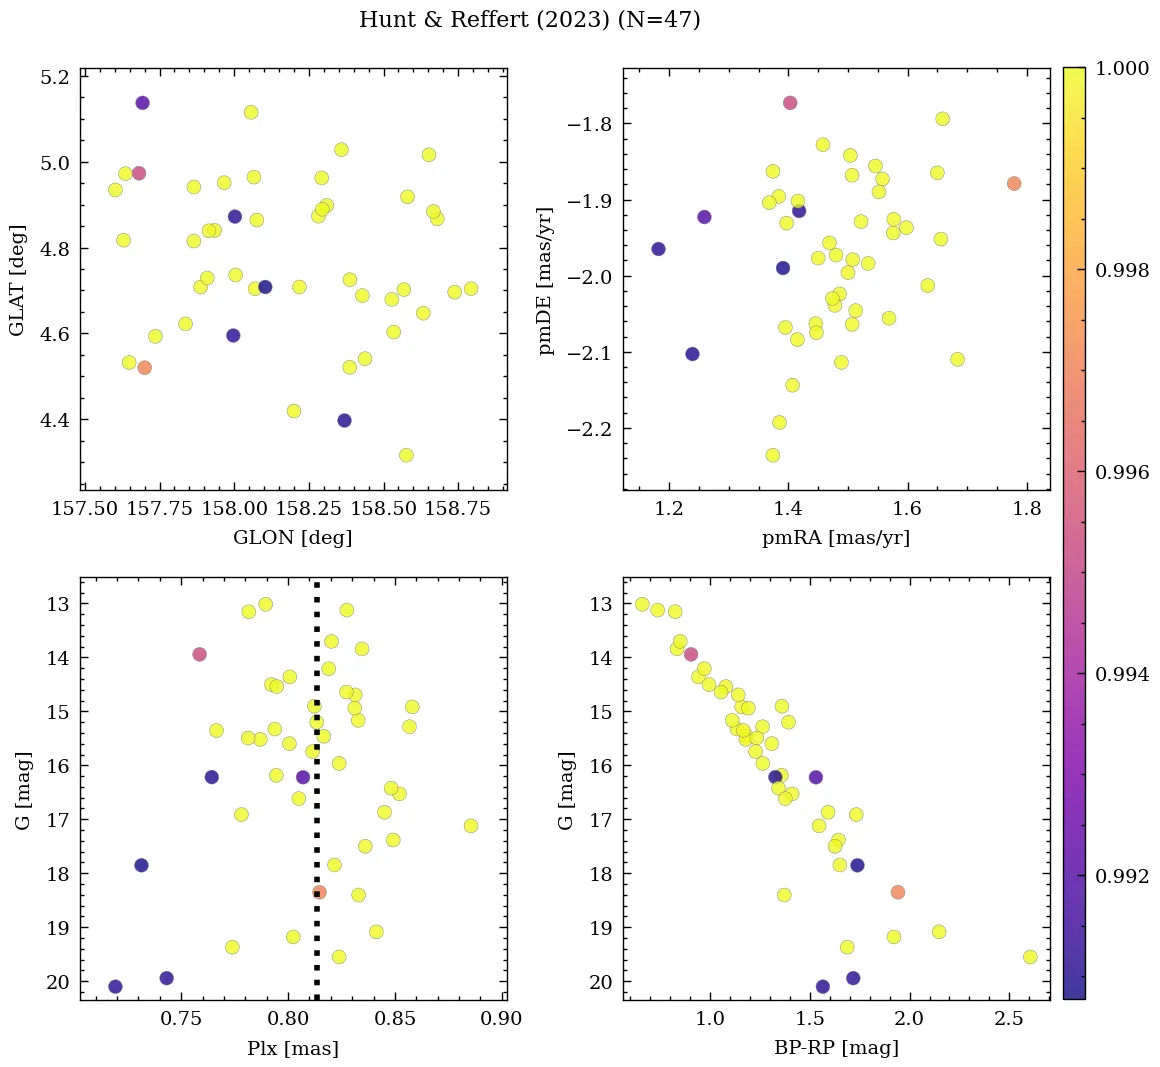 Hunt & Reffert (2023) (N=47)
5.2
5.0
4.8
4.6
4.4
GLAT [deg]
157.50 157.75 158.00 158.25 158.50 158.75
GLON [deg]
−1.8
−1.9
−2.0
−2.1
−2.2
pmDE [mas/yr]
1.2 1.4 1.6 1.8
pmRA [mas/yr]
1.000
0.998
0.996
0.994
0.992
13
14
15
16
17
18
19
20
G [mag]
0.75 0.80 0.85 0.90
Plx [mas]
13
14
15
16
17
18
19
20
G [mag]
1.0 1.5 2.0 2.5
BP-RP [mag]